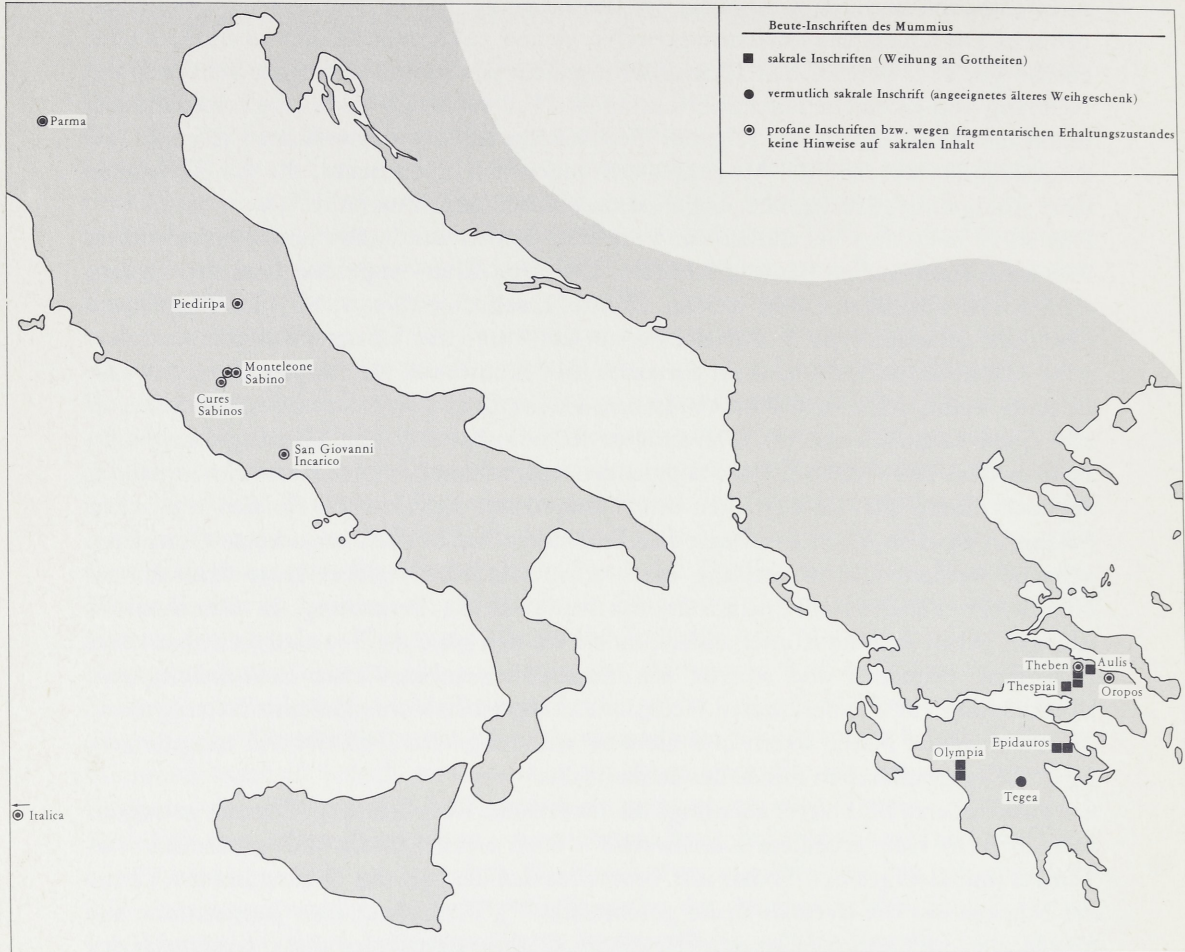 Beute-Inschriften des Mummius
sakrale Inschriften (Weihung an Gottheiten)
vermutlich sakrale Inschrift (angeeignetes älteres Weihgeschenk)
profane Inschriften bzw. wegen fragmentarischen Erhaltungszustandes
keine Hinweise auf sakralen Inhalt
Parma
Piediripa
Monteleone
Sabino
Cures
Sabinos
San Giovanni
Incarico
Italica
Theben
Aulis
Thespiai
Oropos
Epidauros
Olympia
Tegea